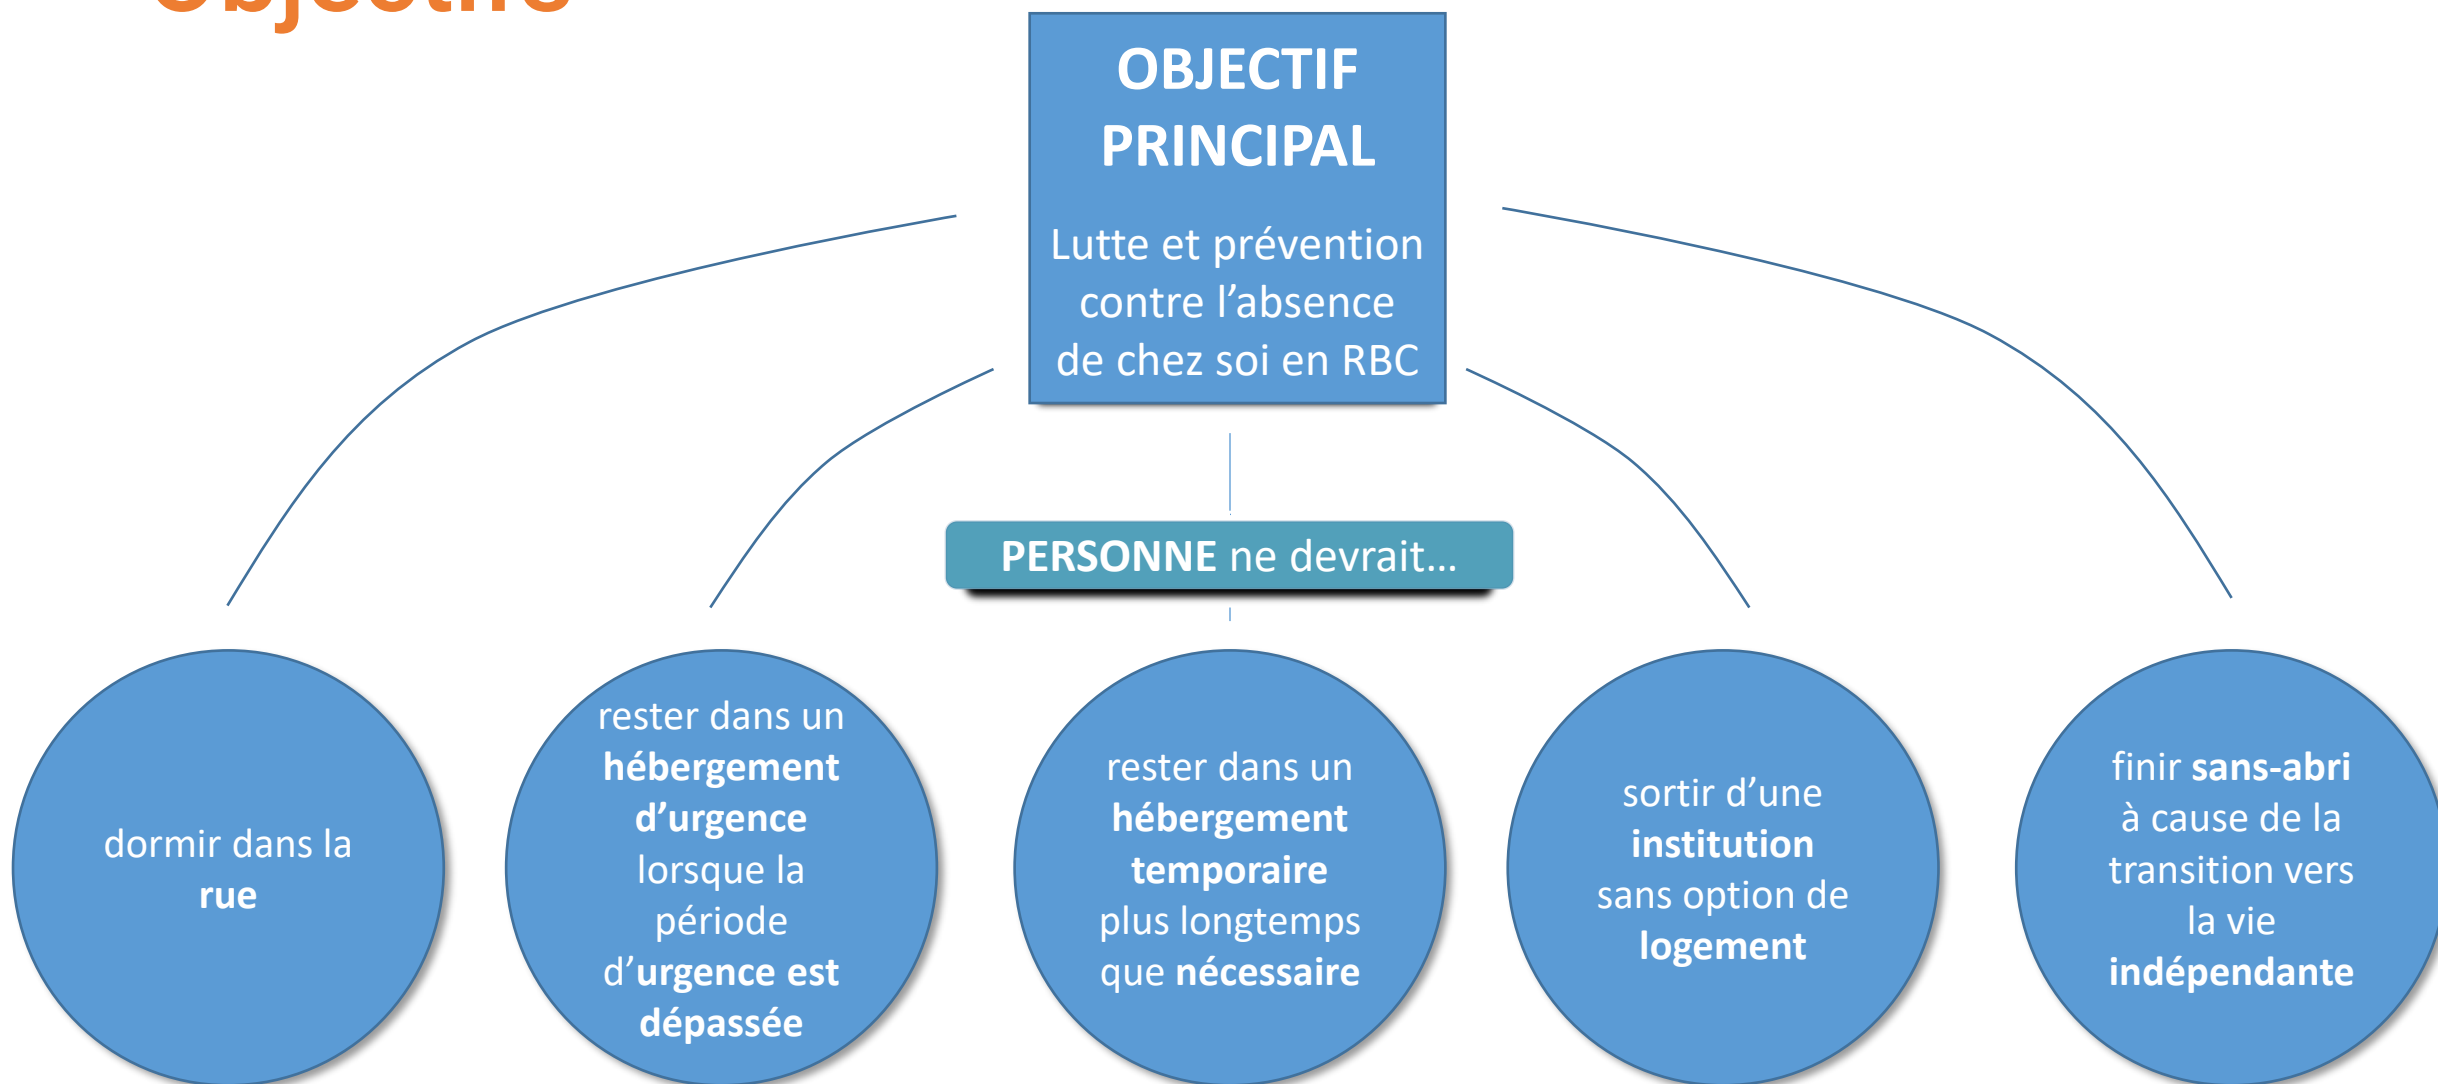 OBJECTIF
PRINCIPAL
Lutte et prévention
contre l’absence
de chez soi en RBC
PERSONNE ne devrait...
dormir dans la
rue
rester dans un
hébergement
d’urgence
lorsque la
période
d’urgence est
dépassée
rester dans un
hébergement
temporaire
plus longtemps
que nécessaire
sortir d’une
institution
sans option de
logement
finir sans-abri
à cause de la
transition vers
la vie
indépendante